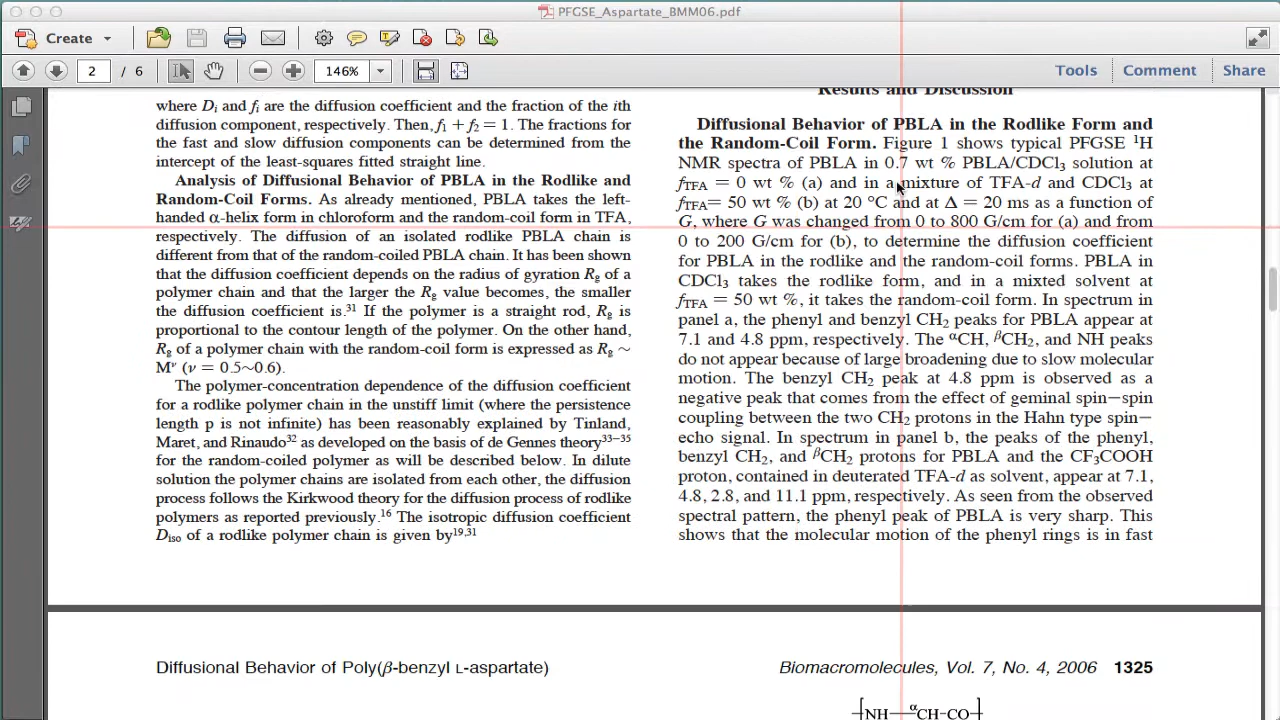 PFGSE_Aspartate_BMM06.pdf
Create
2 / 6 146% Tools Comment Share
where Di and fi are the diffusion coefficient and the fraction of the ith
diffusion component, respectively. Then, f1 + f2 = 1. The fractions for
the fast and slow diffusion components can be determined from the
intercept of the least-squares fitted straight line.
Analysis of Diffusional Behavior of PBLA in the Rodlike and
Random-Coil Forms. As already mentioned, PBLA takes the left-
handed α-helix form in chloroform and the random-coil form in TFA,
respectively. The diffusion of an isolated rodlike PBLA chain is
different from that of the random-coiled PBLA chain. It has been shown
that the diffusion coefficient depends on the radius of gyration Rg of a
polymer chain and that the larger the Rg value becomes, the smaller
the diffusion coefficient is.31 If the polymer is a straight rod, Rg is
proportional to the contour length of the polymer. On the other hand,
Rg of a polymer chain with the random-coil form is expressed as Rg ∼
Mν (ν = 0.5∼0.6).
The polymer-concentration dependence of the diffusion coefficient
for a rodlike polymer chain in the unstiff limit (where the persistence
length p is not infinite) has been reasonably explained by Tinland,
Maret, and Rinaudo32 as developed on the basis of de Gennes theory33−35
for the random-coiled polymer as will be described below. In dilute
solution the polymer chains are isolated from each other, the diffusion
process follows the Kirkwood theory for the diffusion process of rodlike
polymers as reported previously.16 The isotropic diffusion coefficient
Diso of a rodlike polymer chain is given by19,31
Results and Discussion
Diffusional Behavior of PBLA in the Rodlike Form and
the Random-Coil Form. Figure 1 shows typical PFGSE 1H
NMR spectra of PBLA in 0.7 wt % PBLA/CDCl3 solution at
fTFA = 0 wt % (a) and in a mixture of TFA-d and CDCl3 at
fTFA= 50 wt % (b) at 20 °C and at Δ = 20 ms as a function of
G, where G was changed from 0 to 800 G/cm for (a) and from
0 to 200 G/cm for (b), to determine the diffusion coefficient
for PBLA in the rodlike and the random-coil forms. PBLA in
CDCl3 takes the rodlike form, and in a mixed solvent at
fTFA = 50 wt %, it takes the random-coil form. In spectrum in
panel a, the phenyl and benzyl CH2 peaks for PBLA appear at
7.1 and 4.8 ppm, respectively. The αCH, βCH2, and NH peaks
do not appear because of large broadening due to slow molecular
motion. The benzyl CH2 peak at 4.8 ppm is observed as a
negative peak that comes from the effect of geminal spin−spin
coupling between the two CH2 protons in the Hahn type spin−
echo signal. In spectrum in panel b, the peaks of the phenyl,
benzyl CH2, and βCH2 protons for PBLA and the CF3COOH
proton, contained in deuterated TFA-d as solvent, appear at 7.1,
4.8, 2.8, and 11.1 ppm, respectively. As seen from the observed
spectral pattern, the phenyl peak of PBLA is very sharp. This
shows that the molecular motion of the phenyl rings is in fast
Diffusional Behavior of Poly(β-benzyl L-aspartate)
Biomacromolecules, Vol. 7, No. 4, 2006 1325
[NH—αCH-CO]